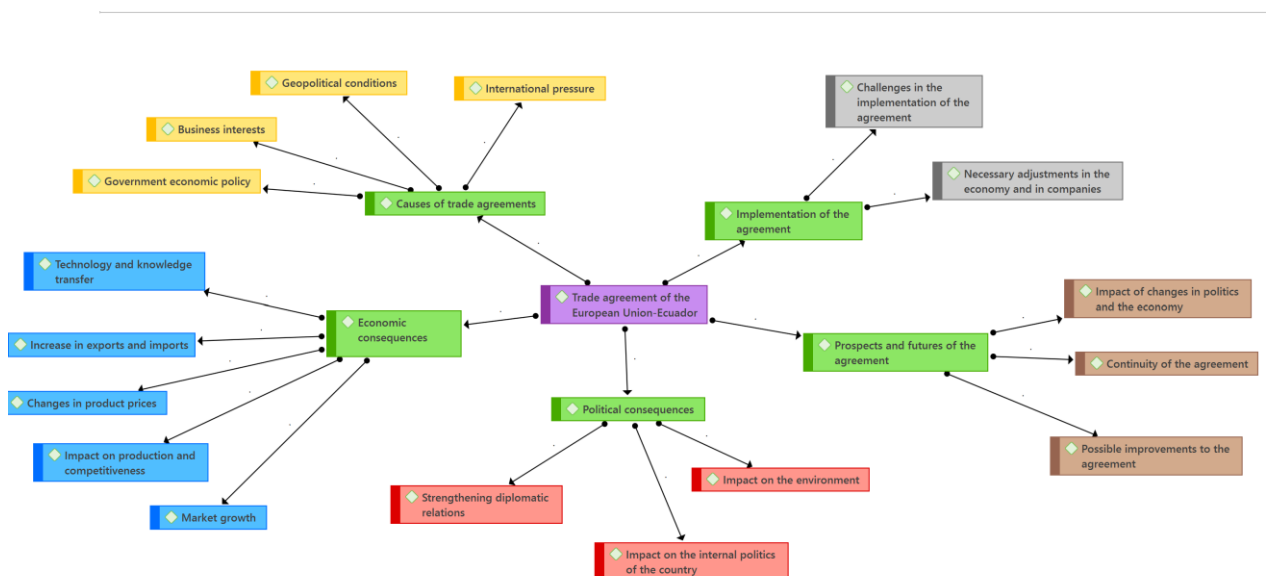 Geopolitical conditions
International pressure
Business interests
Government economic policy
Causes of trade agreements
Challenges in the
implementation of the
agreement
Necessary adjustments in the
economy and in companies
Implementation of the
agreement
Technology and knowledge
transfer
Increase in exports and imports
Changes in product prices
Impact on production and
competitiveness
Market growth
Economic
consequences
Trade agreement of the
European Union-Ecuador
Impact of changes in politics
and the economy
Continuity of the agreement
Possible improvements to the
agreement
Prospects and futures of the
agreement
Political consequences
Strengthening diplomatic
relations
Impact on the environment
Impact on the internal politics
of the country